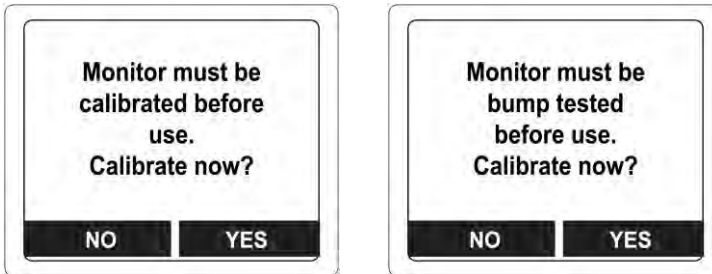 Monitor must be
calibrated before
use.
Calibrate now?
NO YES
Monitor must be
bump tested
before use.
Calibrate now?
NO YES